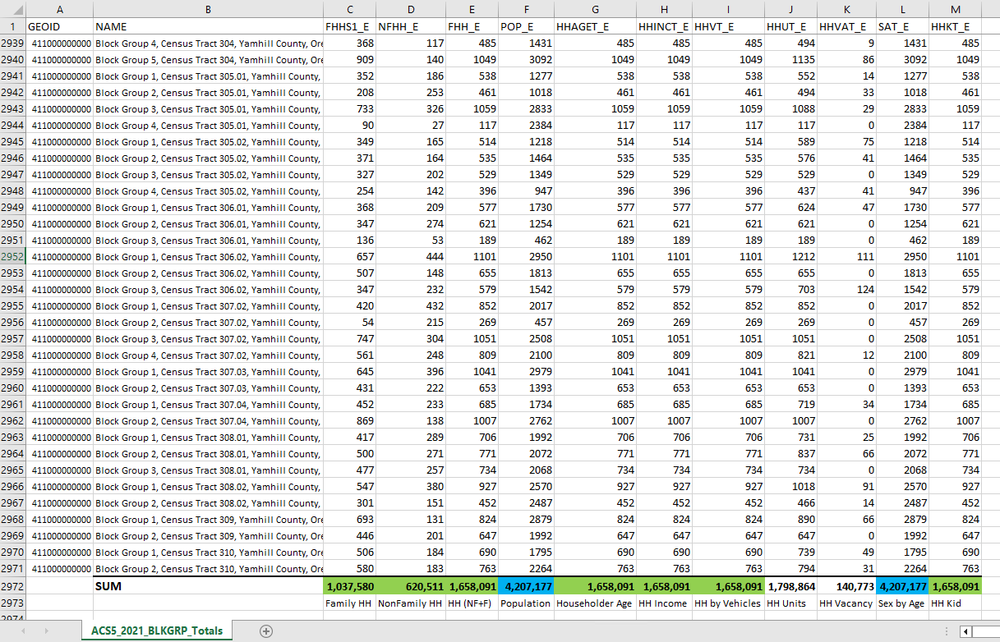 A B C D E F G H I J K L M
1 GEOID NAME FHHS1_E NFHH_E FHH_E POP_E HHAGET_E HHINCT_E HHVT_E HHUT_E HHVAT_E SAT_E HHKT_E
2939 411000000000 Block Group 4, Census Tract 304, Yamhill County, Ore 368 117 485 1431 485 485 485 494 9 1431 485
2940 411000000000 Block Group 5, Census Tract 304, Yamhill County, Ore 909 140 1049 3092 1049 1049 1049 1135 86 3092 1049
2941 411000000000 Block Group 1, Census Tract 305.01, Yamhill County, 352 186 538 1277 538 538 538 552 14 1277 538
2942 411000000000 Block Group 2, Census Tract 305.01, Yamhill County, 208 253 461 1018 461 461 461 494 33 1018 461
2943 411000000000 Block Group 3, Census Tract 305.01, Yamhill County, 733 326 1059 2833 1059 1059 1059 1088 29 2833 1059
2944 411000000000 Block Group 4, Census Tract 305.01, Yamhill County, 90 27 117 2384 117 117 117 117 0 2384 117
2945 411000000000 Block Group 1, Census Tract 305.02, Yamhill County, 349 165 514 1218 514 514 514 589 75 1218 514
2946 411000000000 Block Group 2, Census Tract 305.02, Yamhill County, 371 164 535 1464 535 535 535 576 41 1464 535
2947 411000000000 Block Group 3, Census Tract 305.02, Yamhill County, 327 202 529 1349 529 529 529 529 0 1349 529
2948 411000000000 Block Group 4, Census Tract 305.02, Yamhill County, 254 142 396 947 396 396 396 437 41 947 396
2949 411000000000 Block Group 1, Census Tract 306.01, Yamhill County, 368 209 577 1730 577 577 577 624 47 1730 577
2950 411000000000 Block Group 2, Census Tract 306.01, Yamhill County, 347 274 621 1254 621 621 621 621 0 1254 621
2951 411000000000 Block Group 3, Census Tract 306.01, Yamhill County, 136 53 189 462 189 189 189 189 0 462 189
2952 411000000000 Block Group 1, Census Tract 306.02, Yamhill County, 657 444 1101 2950 1101 1101 1101 1212 111 2950 1101
2953 411000000000 Block Group 2, Census Tract 306.02, Yamhill County, 507 148 655 1813 655 655 655 655 0 1813 655
2954 411000000000 Block Group 3, Census Tract 306.02, Yamhill County, 347 232 579 1542 579 579 579 703 124 1542 579
2955 411000000000 Block Group 1, Census Tract 307.02, Yamhill County, 420 432 852 2017 852 852 852 852 0 2017 852
2956 411000000000 Block Group 2, Census Tract 307.02, Yamhill County, 54 215 269 457 269 269 269 269 0 457 269
2957 411000000000 Block Group 3, Census Tract 307.02, Yamhill County, 747 304 1051 2508 1051 1051 1051 1051 0 2508 1051
2958 411000000000 Block Group 4, Census Tract 307.02, Yamhill County, 561 248 809 2100 809 809 809 821 12 2100 809
2959 411000000000 Block Group 1, Census Tract 307.03, Yamhill County, 645 396 1041 2979 1041 1041 1041 1041 0 2979 1041
2960 411000000000 Block Group 2, Census Tract 307.03, Yamhill County, 431 222 653 1393 653 653 653 653 0 1393 653
2961 411000000000 Block Group 1, Census Tract 307.04, Yamhill County, 452 233 685 1734 685 685 685 719 34 1734 685
2962 411000000000 Block Group 2, Census Tract 307.04, Yamhill County, 869 138 1007 2762 1007 1007 1007 1007 0 2762 1007
2963 411000000000 Block Group 1, Census Tract 308.01, Yamhill County, 417 289 706 1992 706 706 706 731 25 1992 706
2964 411000000000 Block Group 2, Census Tract 308.01, Yamhill County, 500 271 771 2072 771 771 771 837 66 2072 771
2965 411000000000 Block Group 3, Census Tract 308.01, Yamhill County, 477 257 734 2068 734 734 734 734 0 2068 734
2966 411000000000 Block Group 1, Census Tract 308.02, Yamhill County, 547 380 927 2570 927 927 927 1018 91 2570 927
2967 411000000000 Block Group 2, Census Tract 308.02, Yamhill County, 301 151 452 2487 452 452 452 466 14 2487 452
2968 411000000000 Block Group 1, Census Tract 309, Yamhill County, Ore 693 131 824 2879 824 824 824 890 66 2879 824
2969 411000000000 Block Group 2, Census Tract 309, Yamhill County, Ore 446 201 647 1992 647 647 647 647 0 1992 647
2970 411000000000 Block Group 1, Census Tract 310, Yamhill County, Ore 506 184 690 1795 690 690 690 739 49 1795 690
2971 411000000000 Block Group 2, Census Tract 310, Yamhill County, Ore 580 183 763 2264 763 763 763 794 31 2264 763
2972 SUM 1,037,580 620,511 1,658,091 4,207,177 1,658,091 1,658,091 1,658,091 1,798,864 140,773 4,207,177 1,658,091
2973 Family HH NonFamily HH HH (NF+F) Population Householder Age HH Income HH by Vehicles HH Units HH Vacancy Sex by Age HH Kid
2974
ACS5_2021_BLKGRP_Totals